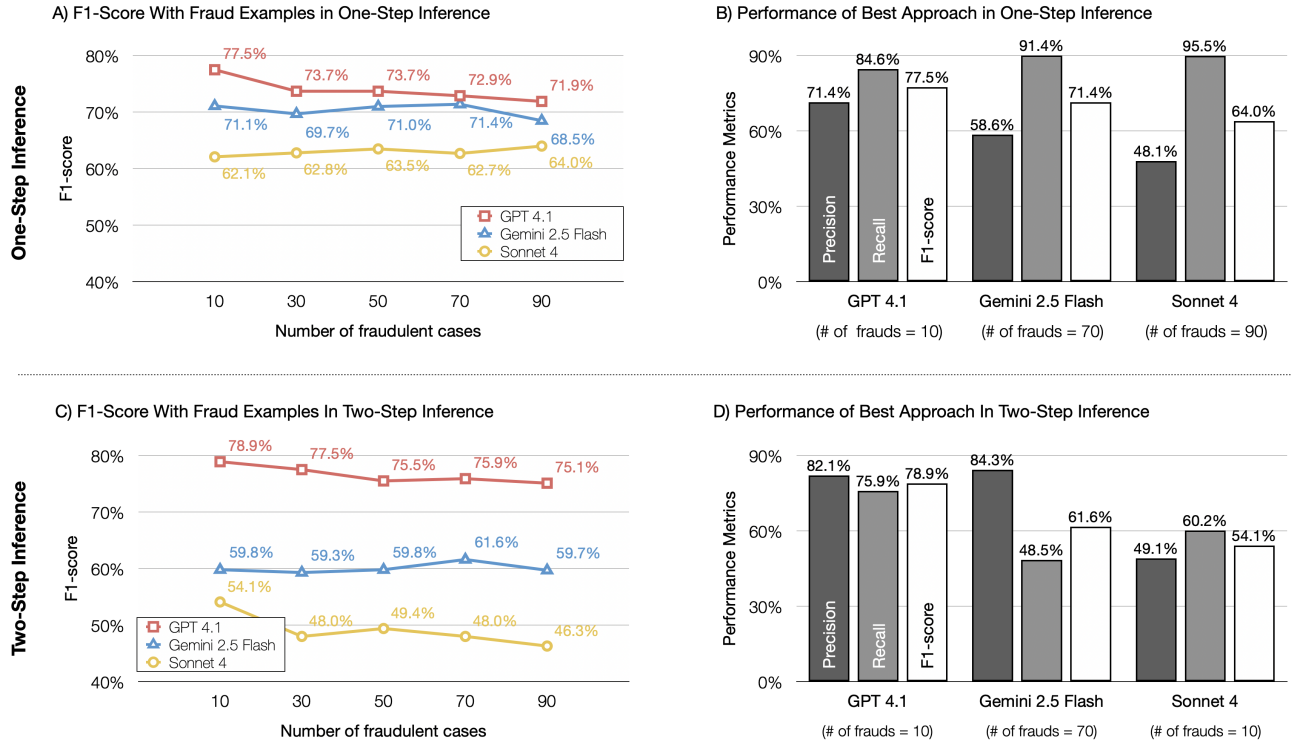 A) F1-Score With Fraud Examples in One-Step Inference
One-Step Inference
F1-score
80%
70%
60%
50%
40%
77.5%
73.7%
73.7%
72.9%
71.9%
71.1%
69.7%
71.0%
71.4%
68.5%
62.1%
62.8%
63.5%
62.7%
64.0%
GPT 4.1
Gemini 2.5 Flash
Sonnet 4
10 30 50 70 90
Number of fraudulent cases
B) Performance of Best Approach in One-Step Inference
Performance Metrics
90%
60%
30%
0%
71.4%
84.6%
77.5%
58.6%
91.4%
71.4%
48.1%
95.5%
64.0%
Precision
Recall
F1-score
GPT 4.1 Gemini 2.5 Flash Sonnet 4
(# of frauds = 10) (# of frauds = 70) (# of frauds = 90)
C) F1-Score With Fraud Examples In Two-Step Inference
Two-Step Inference
F1-score
80%
70%
60%
50%
40%
78.9%
77.5%
75.5%
75.9%
75.1%
59.8%
59.3%
59.8%
61.6%
59.7%
54.1%
48.0%
49.4%
48.0%
46.3%
GPT 4.1
Gemini 2.5 Flash
Sonnet 4
10 30 50 70 90
Number of fraudulent cases
D) Performance of Best Approach In Two-Step Inference
Performance Metrics
90%
60%
30%
0%
82.1%
75.9%
78.9%
84.3%
48.5%
61.6%
49.1%
60.2%
54.1%
Precision
Recall
F1-score
GPT 4.1 Gemini 2.5 Flash Sonnet 4
(# of frauds = 10) (# of frauds = 70) (# of frauds = 10)